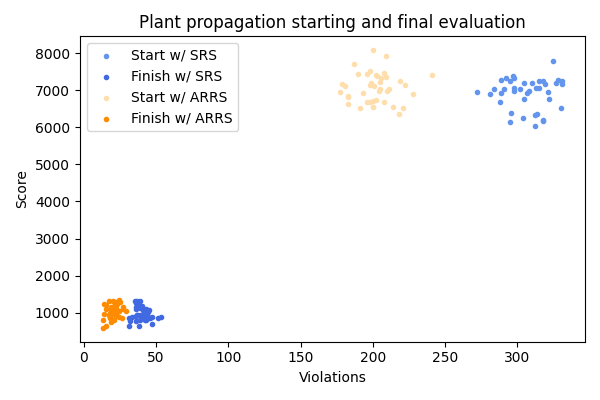 Plant propagation starting and final evaluation
Score
8000
7000
6000
5000
4000
3000
2000
1000
Start w/ SRS
Finish w/ SRS
Start w/ ARRS
Finish w/ ARRS
0 50 100 150 200 250 300
Violations